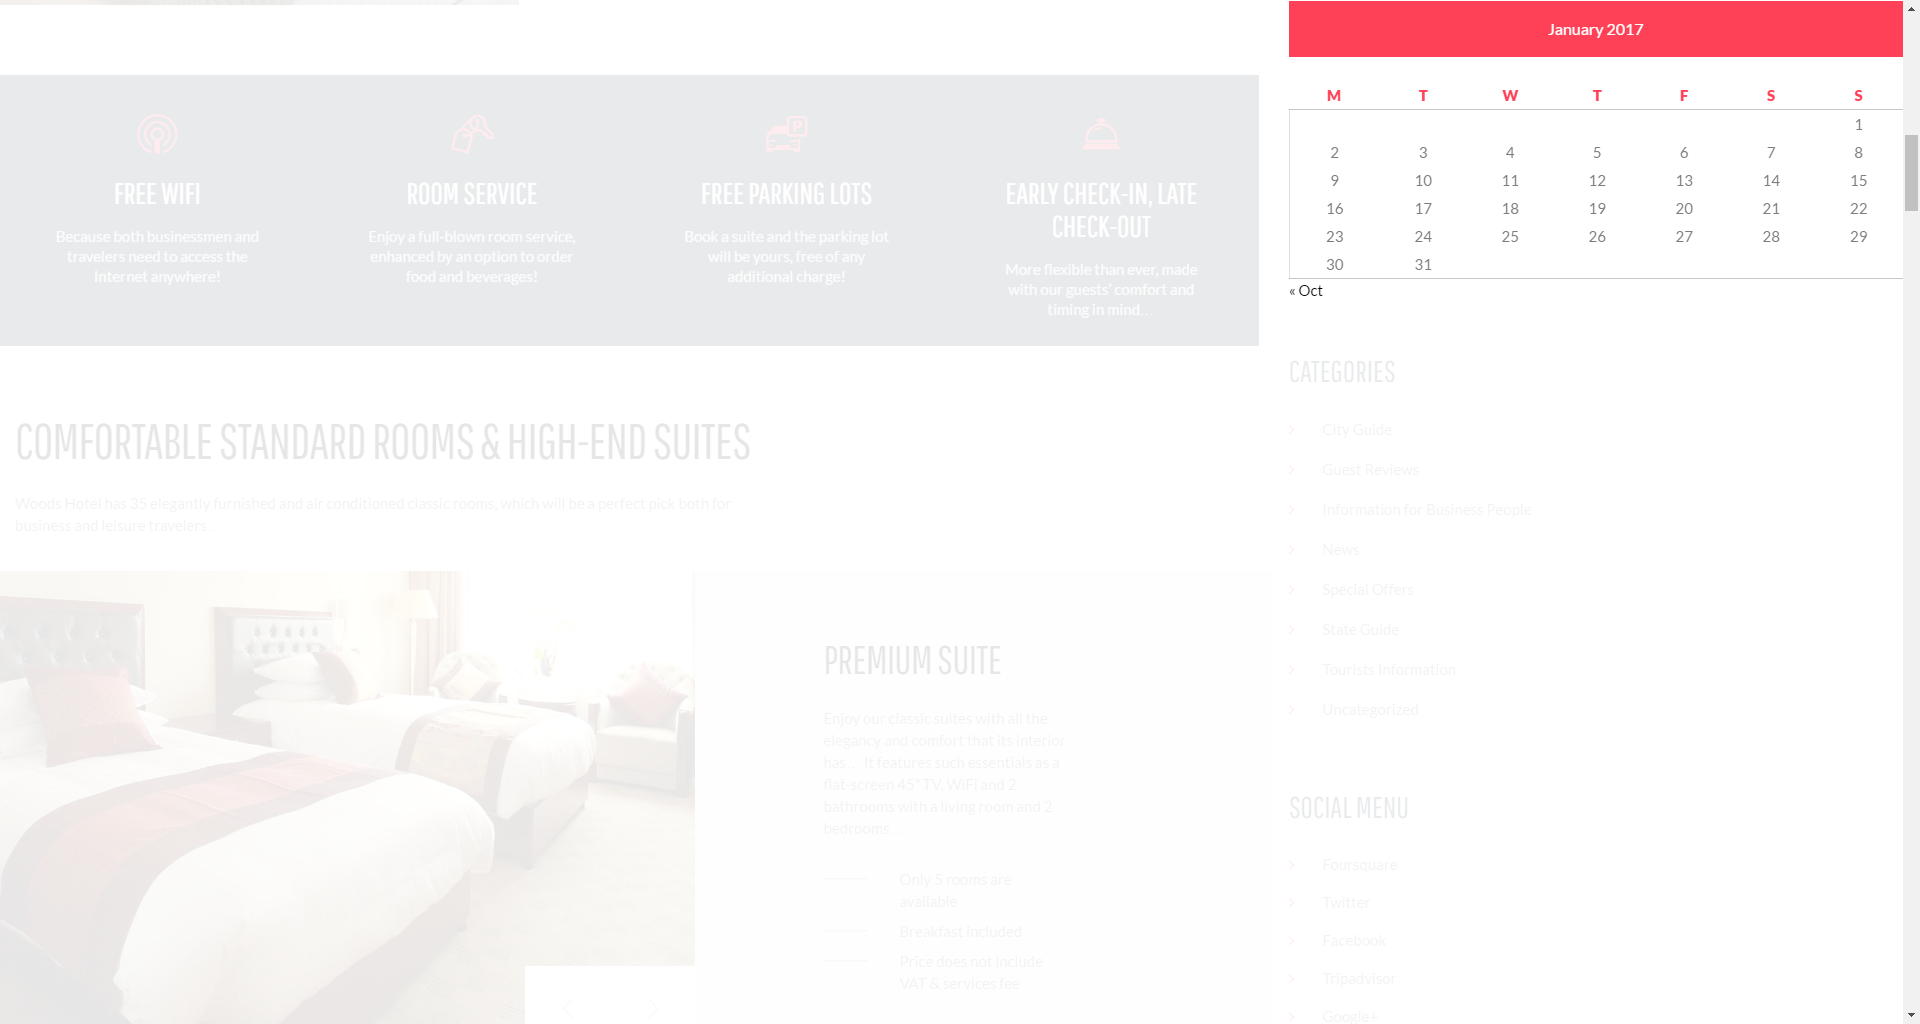 FREE WIFI
Because both businessmen and
travelers need to access the
Internet anywhere!
ROOM SERVICE
Enjoy a full-blown room service,
enhanced by an option to order
food and beverages!
P
FREE PARKING LOTS
Book a suite and the parking lot
will be yours, free of any
additional charge!
EARLY CHECK-IN, LATE
CHECK-OUT
More flexible than ever, made
with our guests' comfort and
timing in mind…
COMFORTABLE STANDARD ROOMS & HIGH-END SUITES
Woods Hotel has 35 elegantly furnished and air conditioned classic rooms, which will be a perfect pick both for
business and leisure travelers…
PREMIUM SUITE
Enjoy our classic suites with all the
elegancy and comfort that its interior
has… It features such essentials as a
flat-screen 45" TV, WiFi and 2
bathrooms with a living room and 2
bedrooms…
Only 5 rooms are
available
Breakfast included
Price does not include
VAT & services fee
January 2017
M T W T F S S
1
2 3 4 5 6 7 8
9 10 11 12 13 14 15
16 17 18 19 20 21 22
23 24 25 26 27 28 29
30 31
« Oct
CATEGORIES
City Guide
Guest Reviews
Information for Business People
News
Special Offers
State Guide
Tourists Information
Uncategorized
SOCIAL MENU
Foursquare
Twitter
Facebook
Tripadvisor
Google+